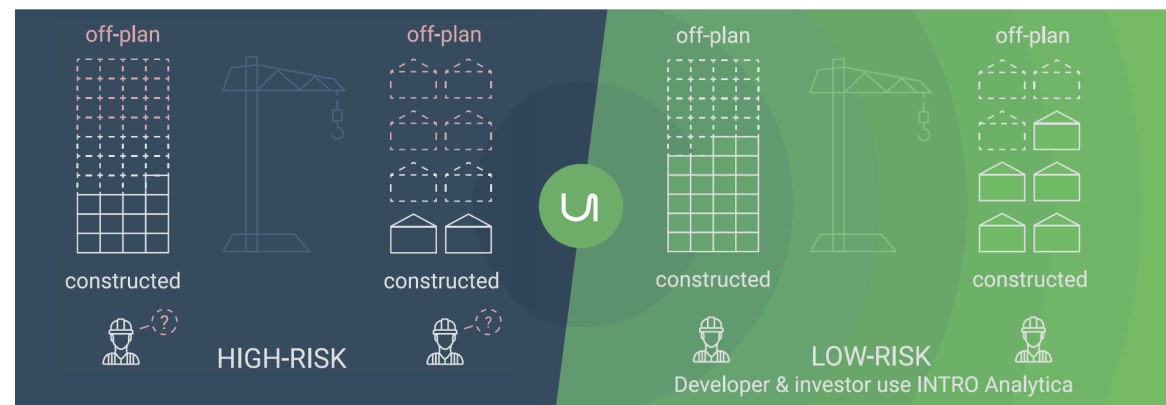 off-plan
off-plan
off-plan
off-plan
constructed
constructed
constructed
constructed
?
?
HIGH-RISK
LOW-RISK
Developer & investor use INTRO Analytica